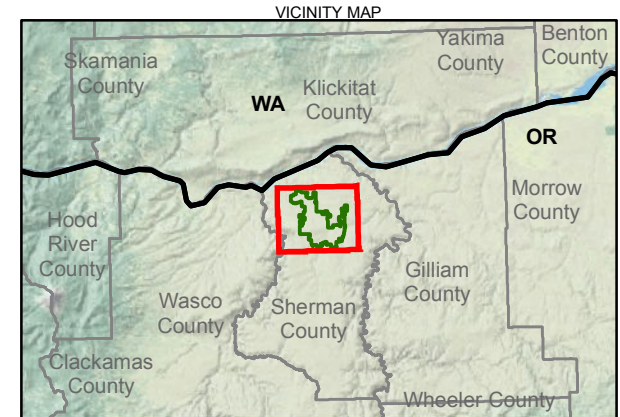 VICINITY MAP
Skamania
County
Yakima
County
Benton
County
WA
Klickitat
County
OR
Morrow
County
Hood
River
County
Gilliam
County
Wasco
County
Sherman
County
Clackamas
County
Wheeler County